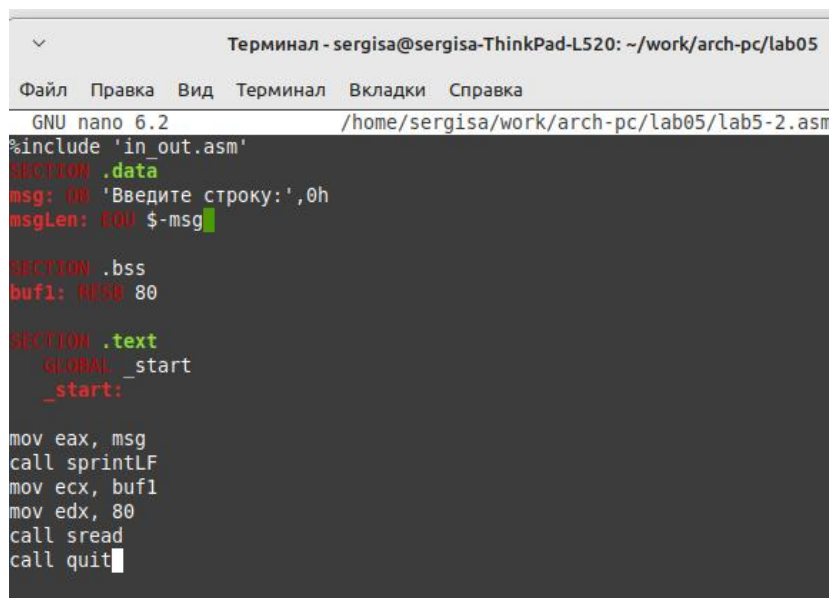 Терминал - sergisa@sergisa-ThinkPad-L520: ~/work/arch-pc/lab05
Файл Правка Вид Терминал Вкладки Справка
GNU nano 6.2 /home/sergisa/work/arch-pc/lab05/lab5-2.asm
%include 'in_out.asm'
SECTION .data
msg: DB 'Введите строку:',0h
msgLen: EQU $-msg
SECTION .bss
buf1: RESB 80
SECTION .text
GLOBAL _start
_start:
mov eax, msg
call sprintLF
mov ecx, buf1
mov edx, 80
call sread
call quit